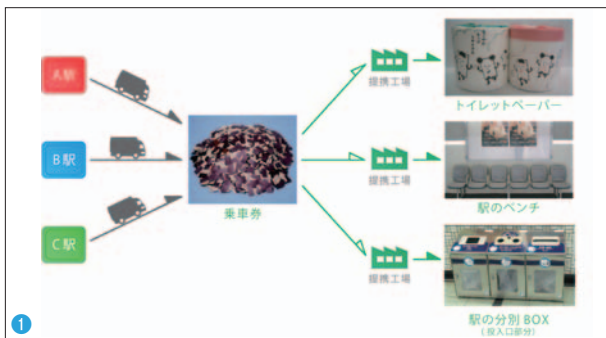 A駅
B駅
C駅
乗車券
提携工場
トイレットペーパー
提携工場
駅のベンチ
提携工場
駅の分別BOX
(投入口部分)
1